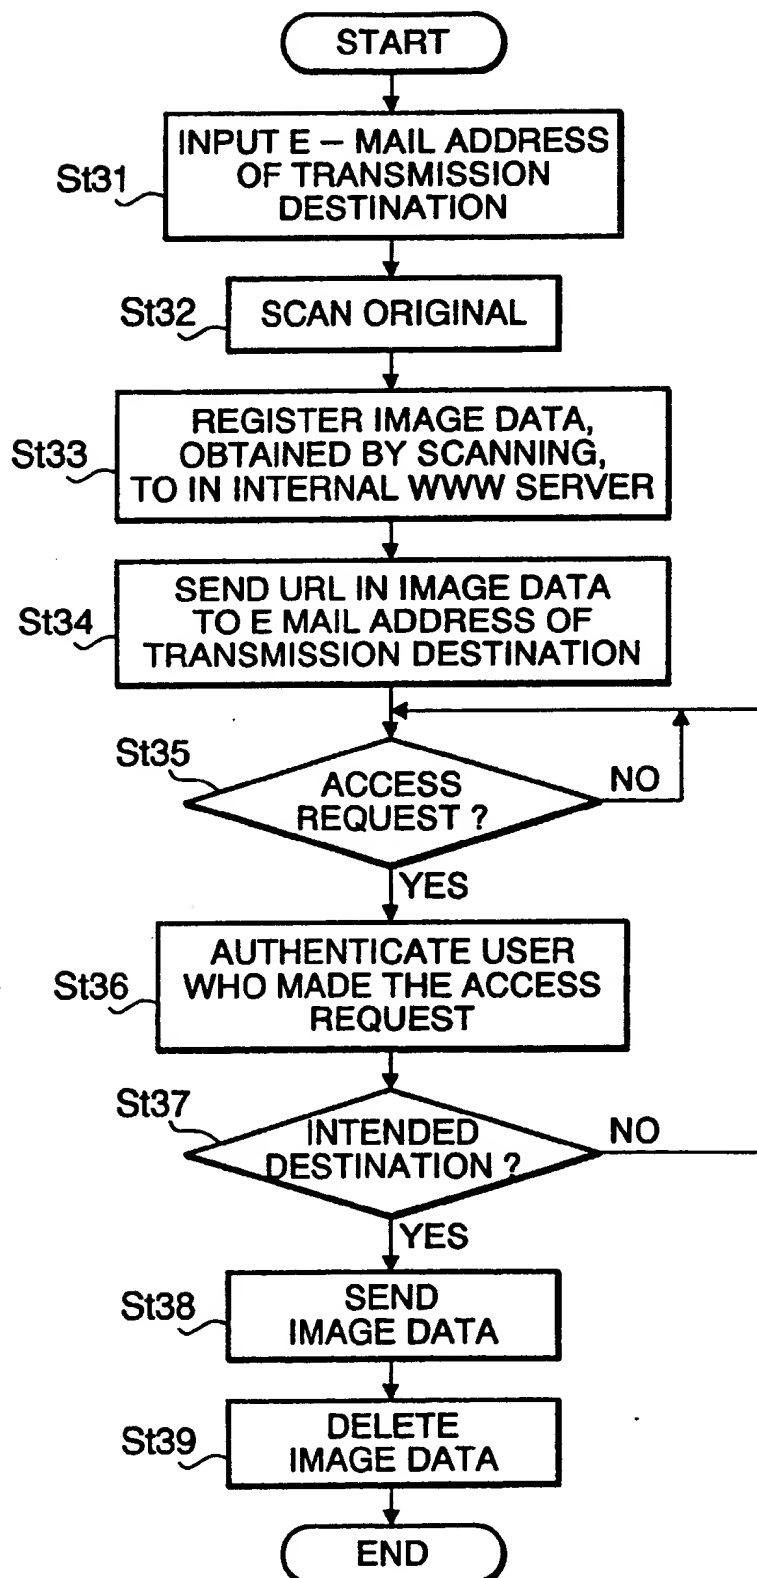 START
St31
INPUT E – MAIL ADDRESS
OF TRANSMISSION
DESTINATION
St32
SCAN ORIGINAL
St33
REGISTER IMAGE DATA,
OBTAINED BY SCANNING,
TO IN INTERNAL WWW SERVER
St34
SEND URL IN IMAGE DATA
TO E MAIL ADDRESS OF
TRANSMISSION DESTINATION
St35
ACCESS
REQUEST ?
NO
YES
St36
AUTHENTICATE USER
WHO MADE THE ACCESS
REQUEST
St37
INTENDED
DESTINATION ?
NO
YES
St38
SEND
IMAGE DATA
St39
DELETE
IMAGE DATA
END